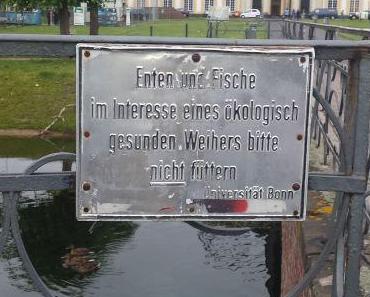 Enten und Fische
im Interesse eines ökologisch
gesunden Weihers bitte
nicht füttern
Universität Bonn